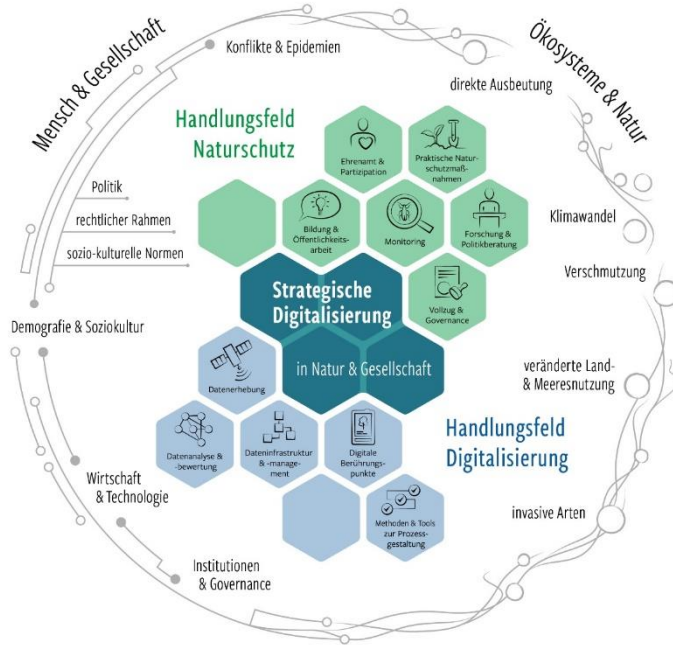 Mensch & Gesellschaft
Konflikte & Epidemien
Ökosysteme & Natur
direkte Ausbeutung
Handlungsfeld
Naturschutz
Ehrenamt &
Partizipation
Praktische Natur-
schutzmaß-
nahmen
Politik
rechtlicher Rahmen
sozio-kulturelle Normen
Bildung &
Öffentlichkeits-
arbeit
Monitoring
Forschung &
Politikberatung
Klimawandel
Verschmutzung
Strategische
Digitalisierung
in Natur & Gesellschaft
Vollzug &
Governance
Demografie & Soziokultur
Datenerhebung
veränderte Land-
& Meeresnutzung
Datenanalyse &
-bewertung
Dateninfrastruktur
& -manage-
ment
Digitale
Berührungs-
punkte
Handlungsfeld
Digitalisierung
Wirtschaft
& Technologie
Methoden & Tools
zur Prozess-
gestaltung
invasive Arten
Institutionen
& Governance